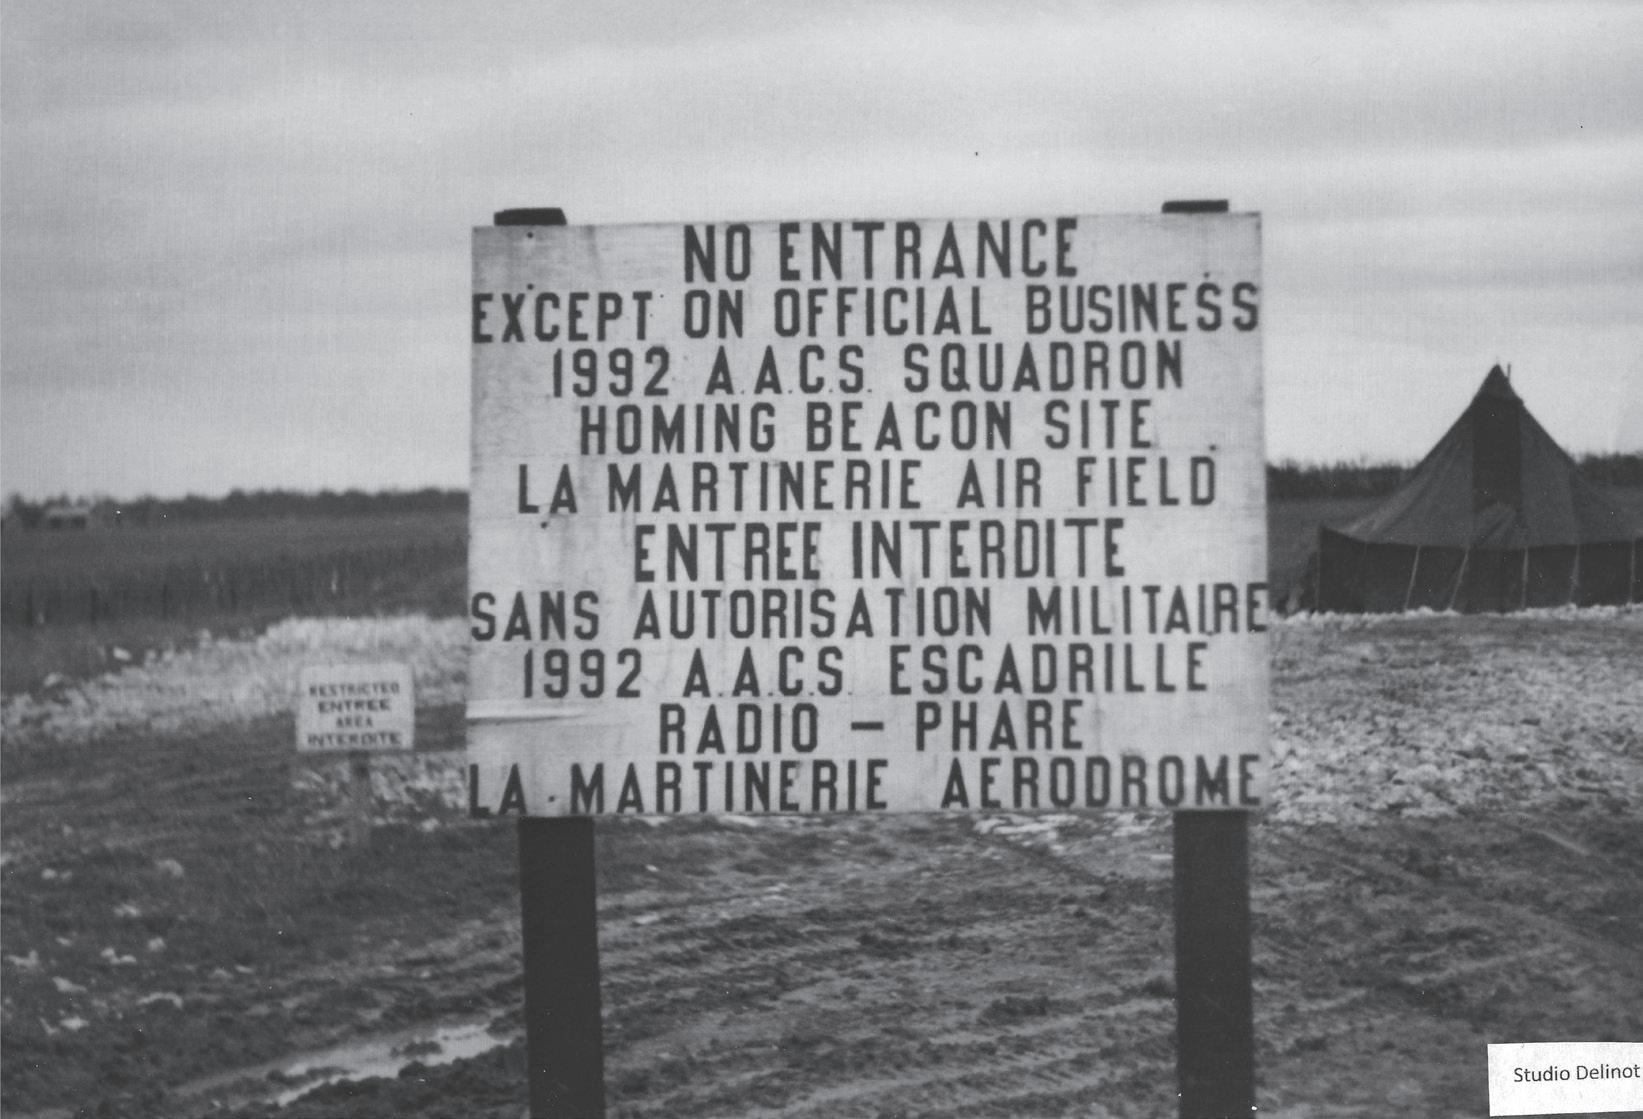 NO ENTRANCE
EXCEPT ON OFFICIAL BUSINESS
1992 A.A.C.S. SQUADRON
HOMING BEACON SITE
LA MARTINERIE AIR FIELD
ENTREE INTERDITE
SANS AUTORISATION MILITAIRE
1992 A.A.C.S. ESCADRILLE
RADIO – PHARE
LA MARTINERIE AERODROME
RESTRICTED
ENTREE
AREA
INTERDITE
Studio Delinot